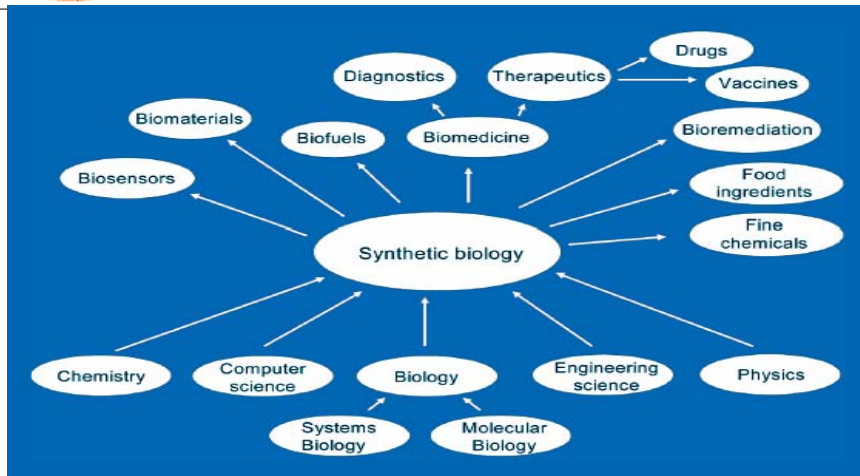 Drugs
Diagnostics
Therapeutics
Vaccines
Biomaterials
Biofuels
Biomedicine
Bioremediation
Biosensors
Food
ingredients
Fine
chemicals
Synthetic biology
Chemistry
Computer
science
Biology
Engineering
science
Physics
Systems
Biology
Molecular
Biology